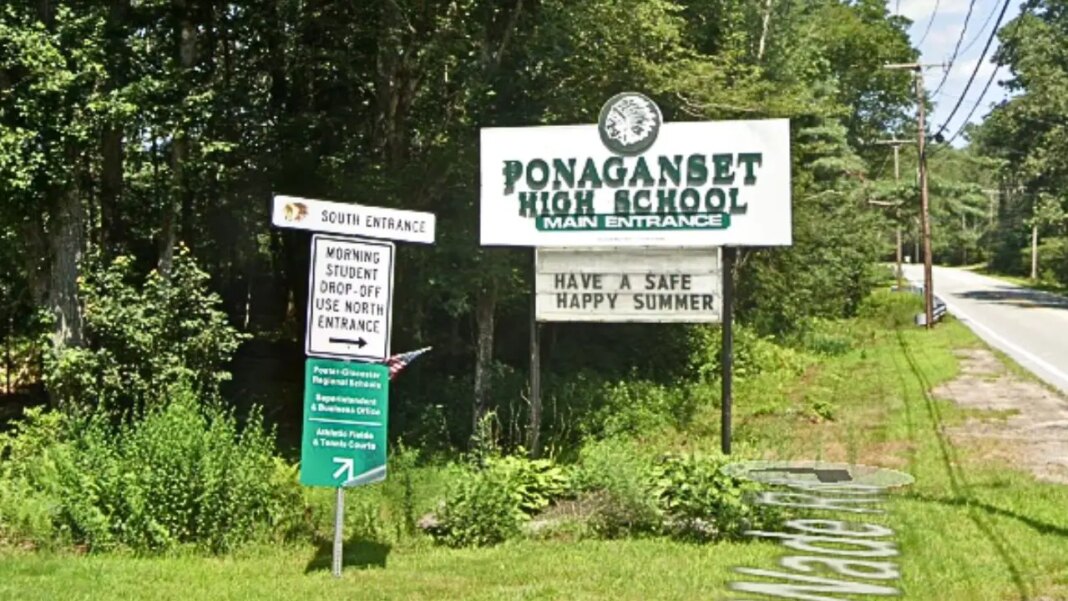 PONAGANSET
HIGH SCHOOL
MAIN ENTRANCE
HAVE A SAFE
HAPPY SUMMER
SOUTH ENTRANCE
MORNING
STUDENT
DROP-OFF
USE NORTH
ENTRANCE
Foster-Glocester
Regional Schools
Superintendent
& Business Office
Athletic Fields
& Tennis Courts
Wade